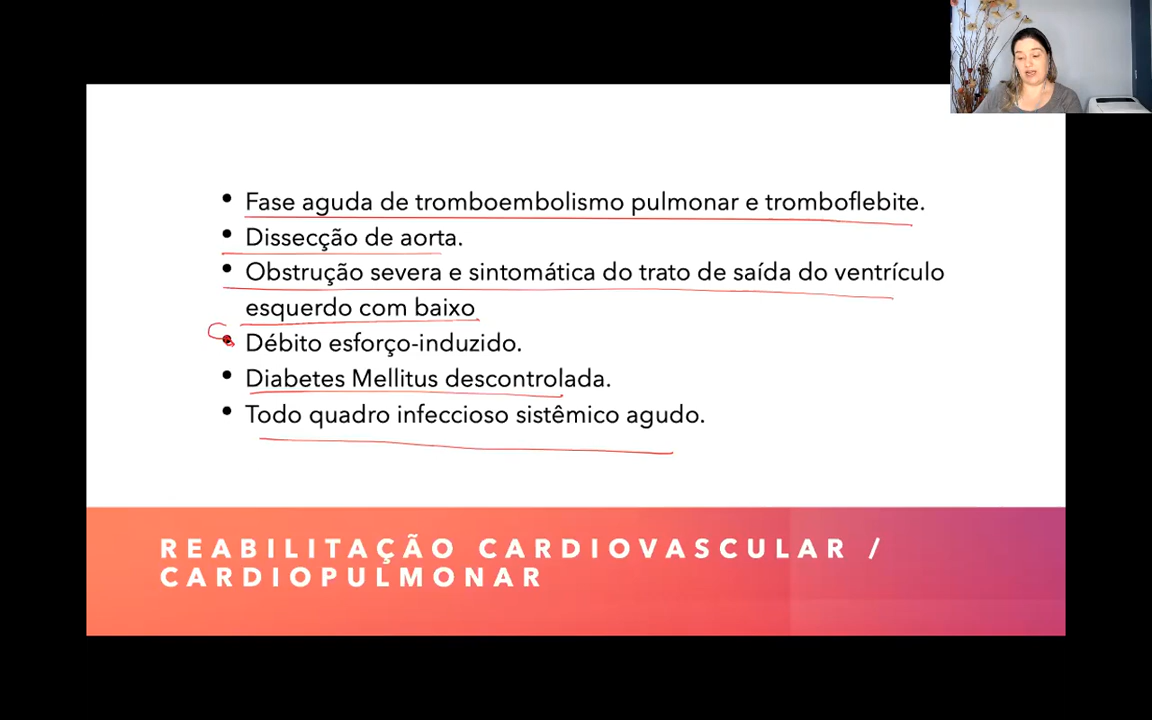 • Fase aguda de tromboembolismo pulmonar e tromboflebite.
• Dissecção de aorta.
• Obstrução severa e sintomática do trato de saída do ventrículo
esquerdo com baixo
• Débito esforço-induzido.
• Diabetes Mellitus descontrolada.
• Todo quadro infeccioso sistêmico agudo.
REABILITAÇÃO CARDIOVASCULAR /
CARDIOPULMONAR